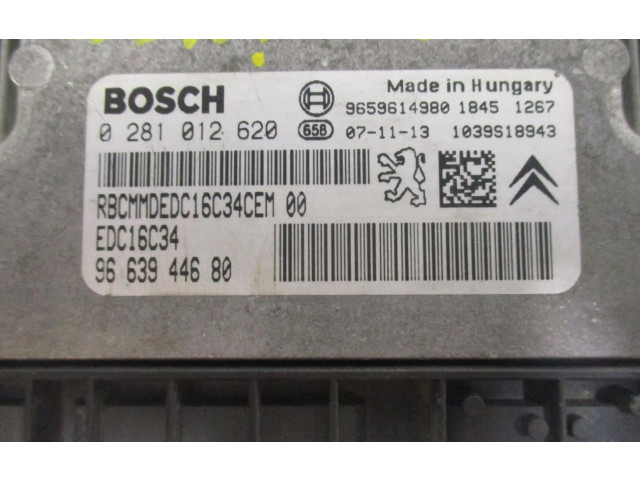 BOSCH
Made in Hungary
9659614980 1845 1267
0 281 012 620 658 07-11-13 1039S18943
RBCMMDEDC16C34CEM 00
EDC16C34
96 639 446 80